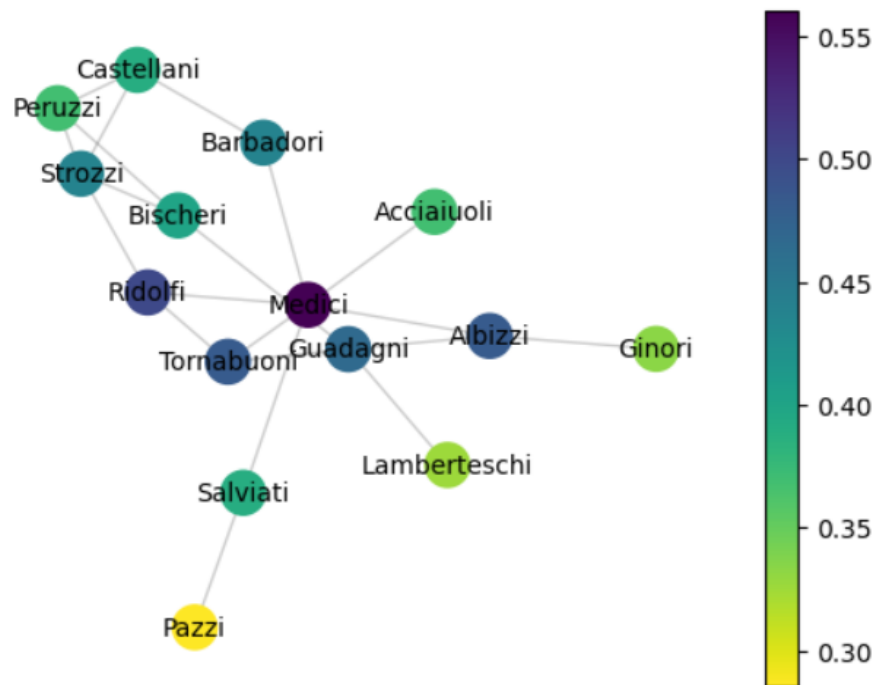 Castellani
Peruzzi
Barbadori
Strozzi
Bischeri
Acciaiuoli
Ridolfi
Medici
Albizzi
Tornabuoni
Guadagni
Ginori
Lamberteschi
Salviati
Pazzi
0.55
0.50
0.45
0.40
0.35
0.30